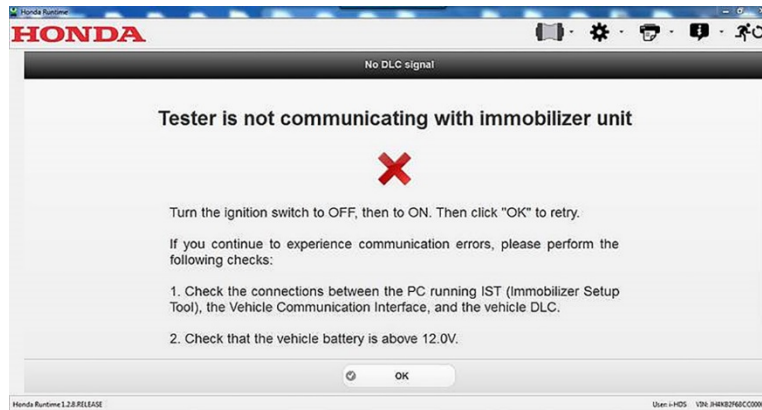 Honda Runtime
HONDA
No DLC signal
Tester is not communicating with immobilizer unit
Turn the ignition switch to OFF, then to ON. Then click "OK" to retry.
If you continue to experience communication errors, please perform the
following checks:
1. Check the connections between the PC running IST (Immobilizer Setup
Tool), the Vehicle Communication Interface, and the vehicle DLC.
2. Check that the vehicle battery is above 12.0V.
OK
Honda Runtime 1.2.8.RELEASE
User: i-HDS VIN: